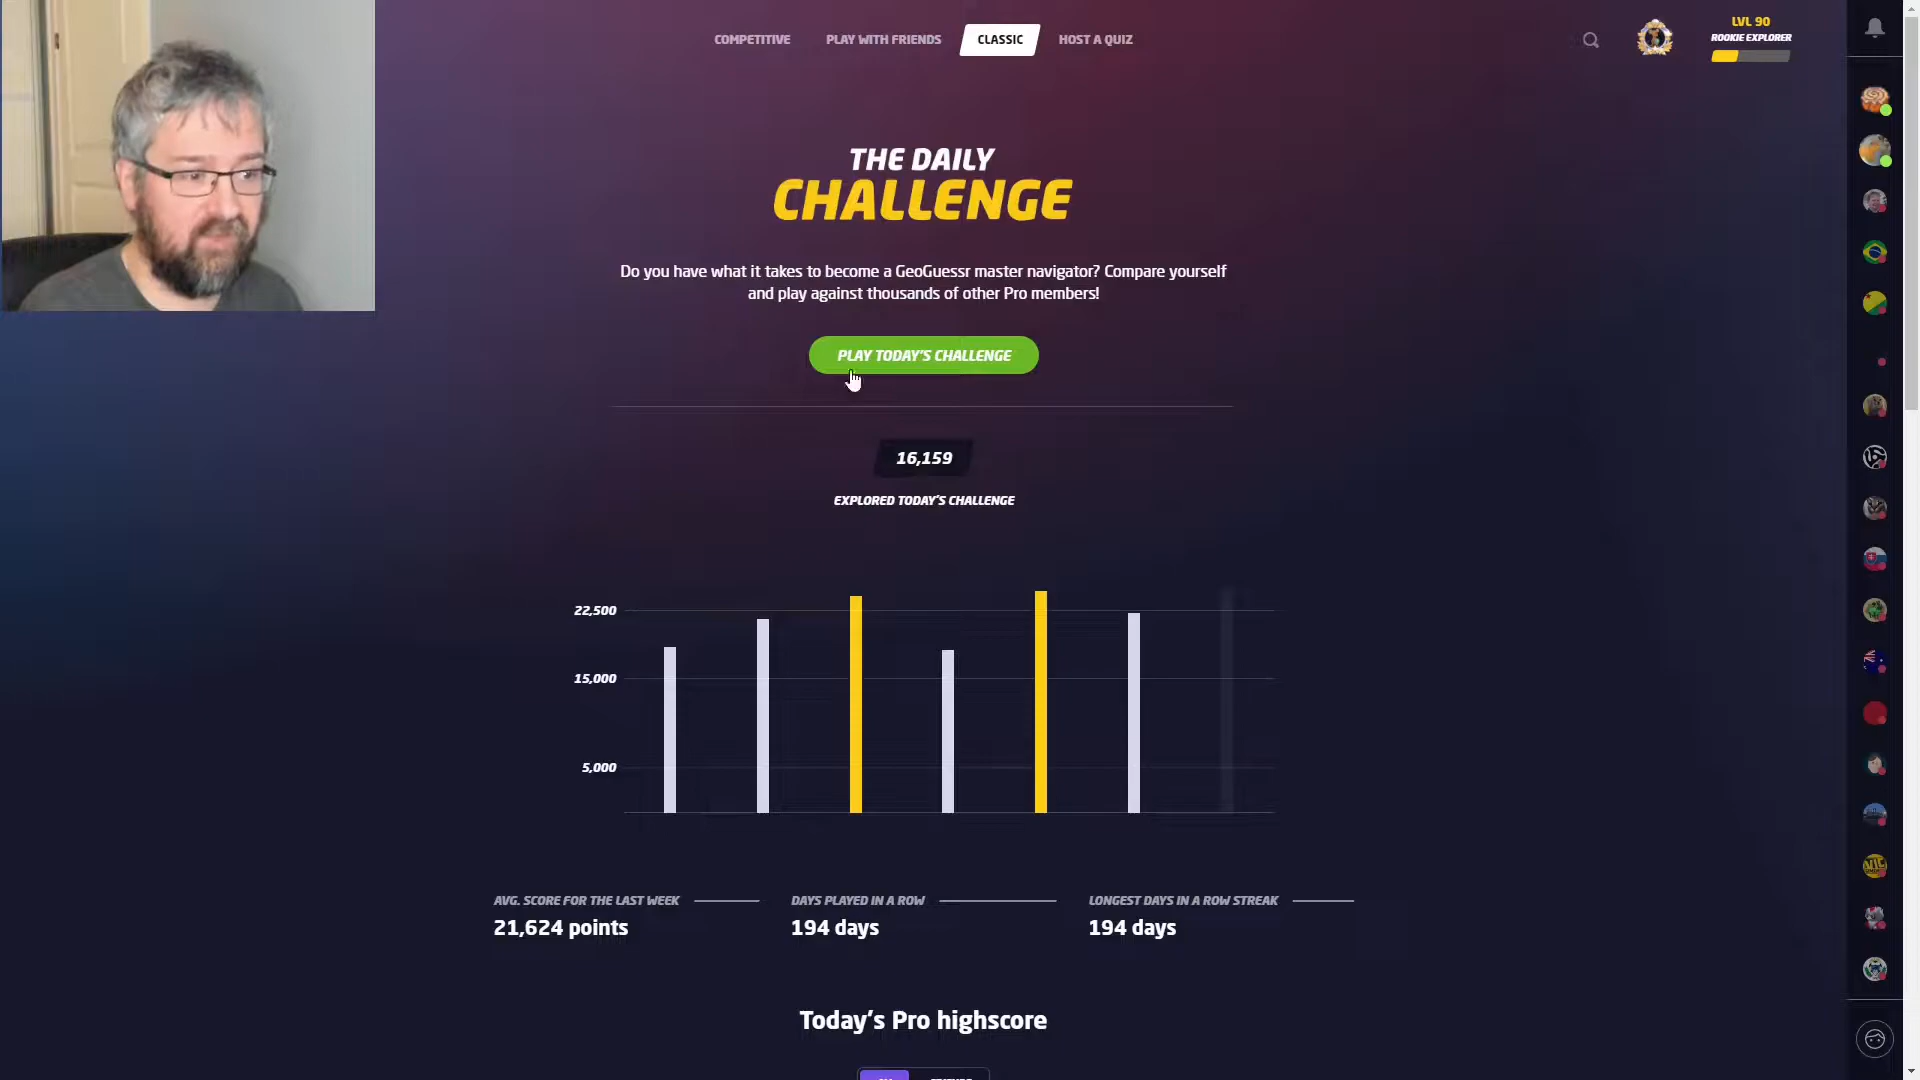 COMPETITIVE
PLAY WITH FRIENDS
CLASSIC
HOST A QUIZ
LVL 90
ROOKIE EXPLORER
THE DAILY
CHALLENGE
Do you have what it takes to become a GeoGuessr master navigator? Compare yourself
and play against thousands of other Pro members!
PLAY TODAY'S CHALLENGE
16,159
EXPLORED TODAY'S CHALLENGE
22,500
15,000
5,000
AVG. SCORE FOR THE LAST WEEK
21,624 points
DAYS PLAYED IN A ROW
194 days
LONGEST DAYS IN A ROW STREAK
194 days
Today's Pro highscore